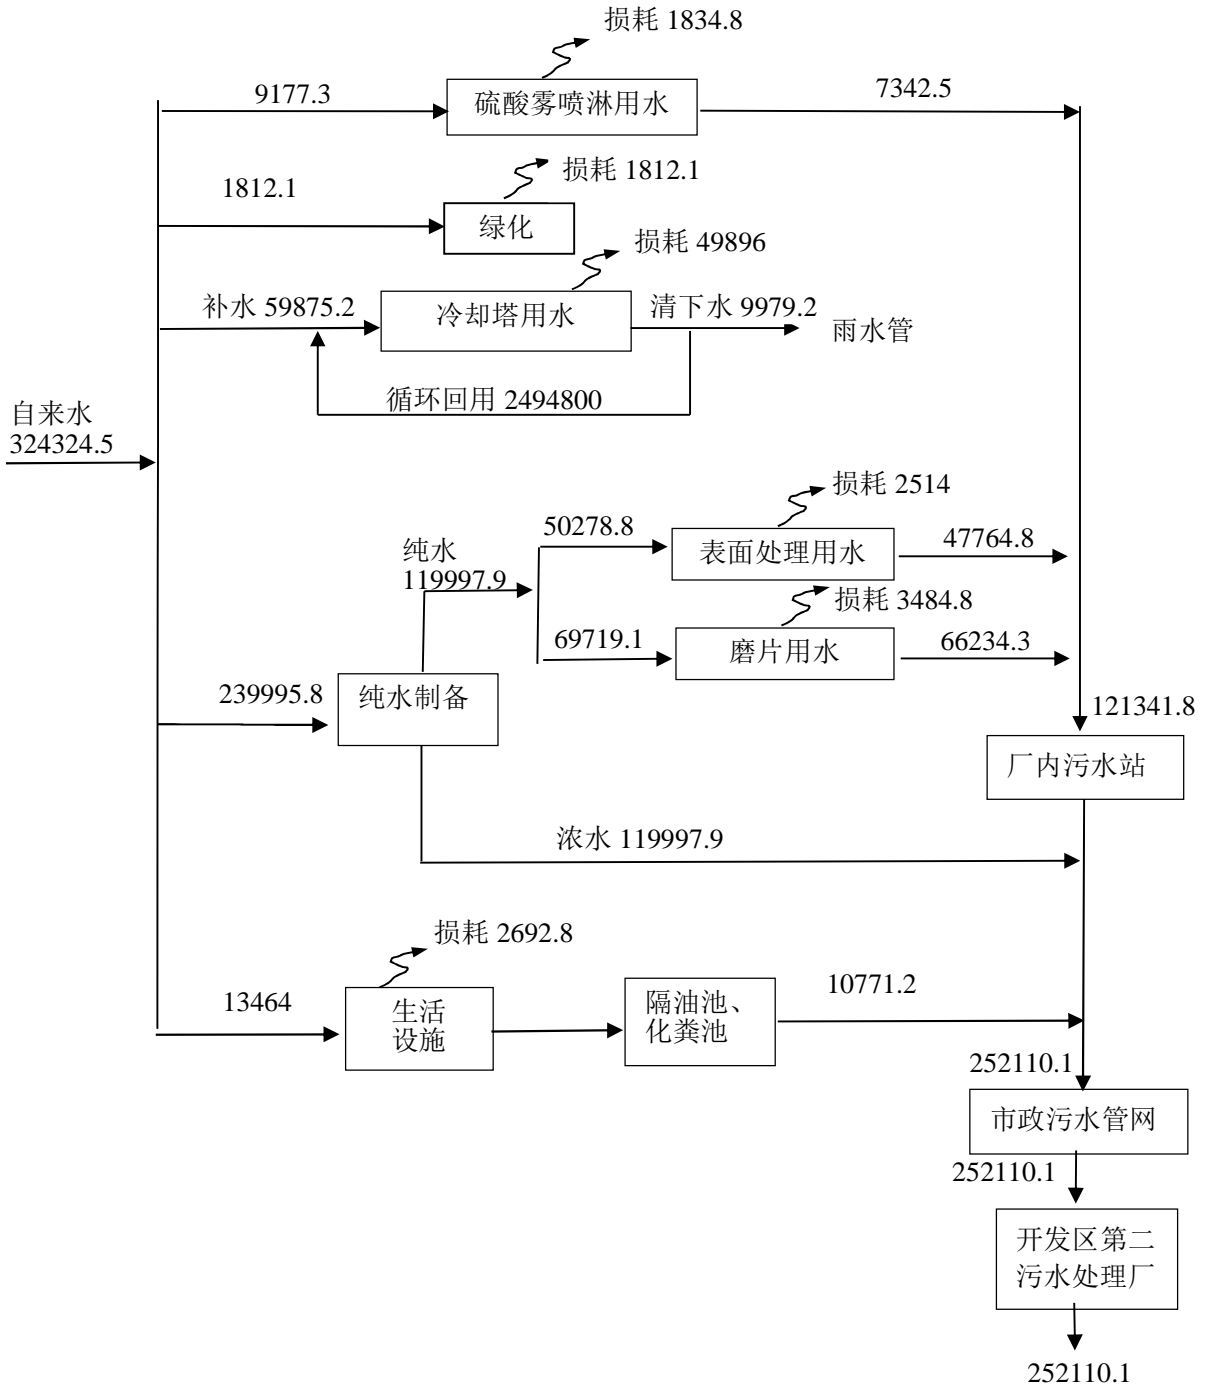 损耗 1834.8
9177.3
硫酸雾喷淋用水
7342.5
损耗 1812.1
1812.1
绿化
损耗 49896
补水 59875.2
冷却塔用水
清下水 9979.2
雨水管
循环回用 2494800
自来水
324324.5
损耗 2514
50278.8
表面处理用水
47764.8
纯水
119997.9
损耗 3484.8
69719.1
磨片用水
66234.3
239995.8
纯水制备
121341.8
厂内污水站
浓水 119997.9
损耗 2692.8
13464
生活
设施
隔油池、
化粪池
10771.2
252110.1
市政污水管网
252110.1
开发区第二
污水处理厂
252110.1